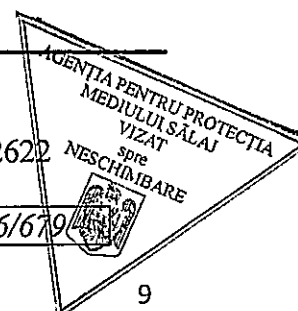 AGENȚIA PENTRU PROTECȚIA
MEDIULUI SĂLAJ
VIZAT
spre
NESCHIMBARE
2622
6/679
9